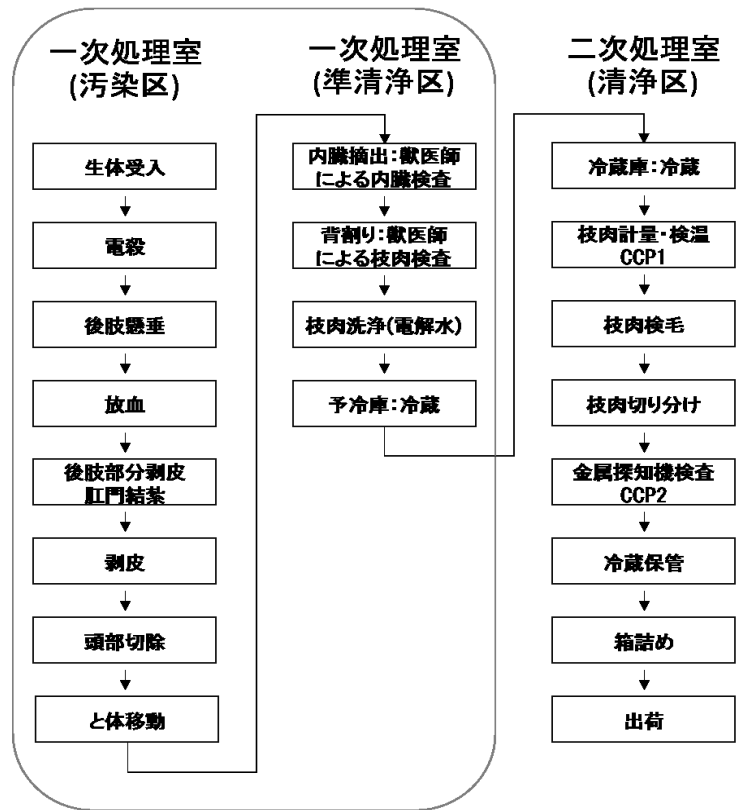 一次処理室
(汚染区)
生体受入
電殺
後肢懸垂
放血
後肢部分剥皮
肛門結紮
剥皮
頭部切除
と体移動
一次処理室
(準清浄区)
内臓摘出:獣医師
による内臓検査
背割り:獣医師
による枝肉検査
枝肉洗浄(電解水)
予冷庫:冷蔵
二次処理室
(清浄区)
冷蔵庫:冷蔵
枝肉計量・検温
CCP1
枝肉検毛
枝肉切り分け
金属探知機検査
CCP2
冷蔵保管
箱詰め
出荷